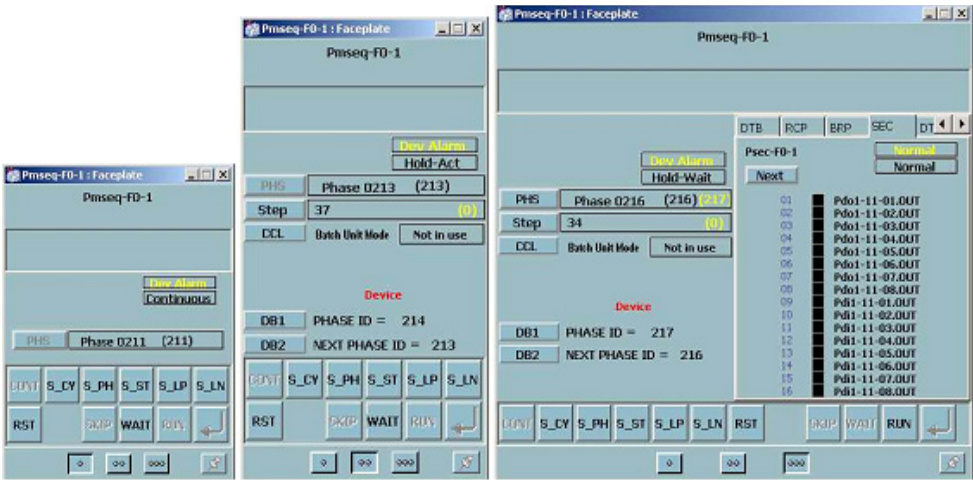 Pmseq-F0-1 : Faceplate
Pmseq-F0-1
Dev Alarm
Continuous
PHS Phase 0211 (211)
CONT S_CY S_PH S_ST S_LP S_LN
RST SKIP WAIT RUN
Pmseq-F0-1 : Faceplate
Pmseq-F0-1
Dev Alarm
Hold-Act
PHS Phase 0213 (213)
Step 37 (0)
CCL Batch Unit Mode Not in use
Device
DB1 PHASE ID = 214
DB2 NEXT PHASE ID = 213
CONT S_CY S_PH S_ST S_LP S_LN
RST SKIP WAIT RUN
Pmseq-F0-1 : Faceplate
Pmseq-F0-1
Dev Alarm
Hold-Wait
PHS Phase 0216 (216) (217
Step 34 (0)
CCL Batch Unit Mode Not in use
Device
DB1 PHASE ID = 217
DB2 NEXT PHASE ID = 216
DTB RCP BRP SEC DT
Psec-F0-1 Normal
Normal
Next
01 Pdo1-11-01.OUT
02 Pdo1-11-02.OUT
03 Pdo1-11-03.OUT
04 Pdo1-11-04.OUT
05 Pdo1-11-05.OUT
06 Pdo1-11-06.OUT
07 Pdo1-11-07.OUT
08 Pdo1-11-08.OUT
09 Pdi1-11-01.OUT
10 Pdi1-11-02.OUT
11 Pdi1-11-03.OUT
12 Pdi1-11-04.OUT
13 Pdi1-11-05.OUT
14 Pdi1-11-06.OUT
15 Pdi1-11-07.OUT
16 Pdi1-11-08.OUT
CONT S_CY S_PH S_ST S_LP S_LN RST SKIP WAIT RUN